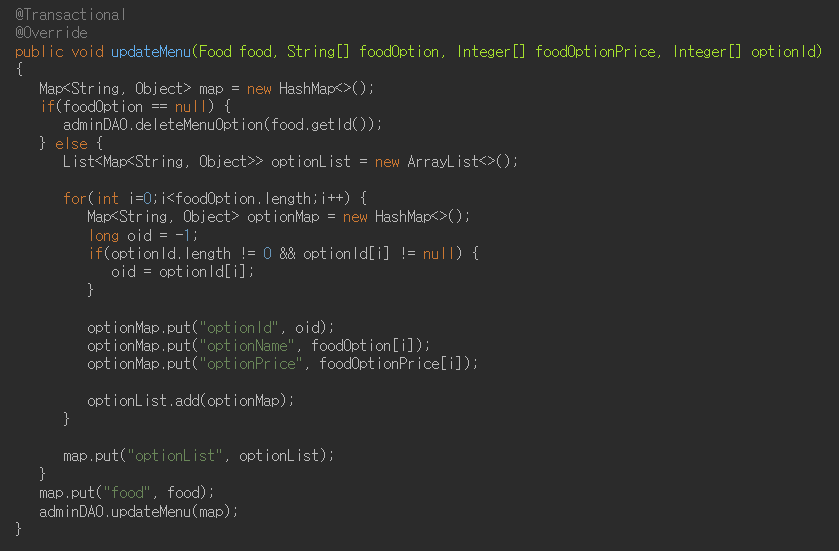 @Transactional
@Override
public void updateMenu(Food food, String[] foodOption, Integer[] foodOptionPrice, Integer[] optionId)
{
Map<String, Object> map = new HashMap<>();
if(foodOption == null) {
adminDAO.deleteMenuOption(food.getId());
} else {
List<Map<String, Object>> optionList = new ArrayList<>();
for(int i=0;i<foodOption.length;i++) {
Map<String, Object> optionMap = new HashMap<>();
long oid = -1;
if(optionId.length != 0 && optionId[i] != null) {
oid = optionId[i];
}
optionMap.put("optionId", oid);
optionMap.put("optionName", foodOption[i]);
optionMap.put("optionPrice", foodOptionPrice[i]);
optionList.add(optionMap);
}
map.put("optionList", optionList);
}
map.put("food", food);
adminDAO.updateMenu(map);
}